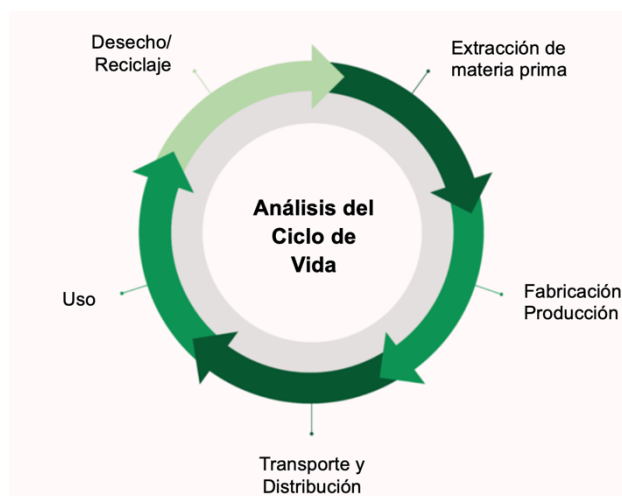 Desecho/
Reciclaje
Extracción de
materia prima
Análisis del
Ciclo de
Vida
Uso
Fabricación
Producción
Transporte y
Distribución